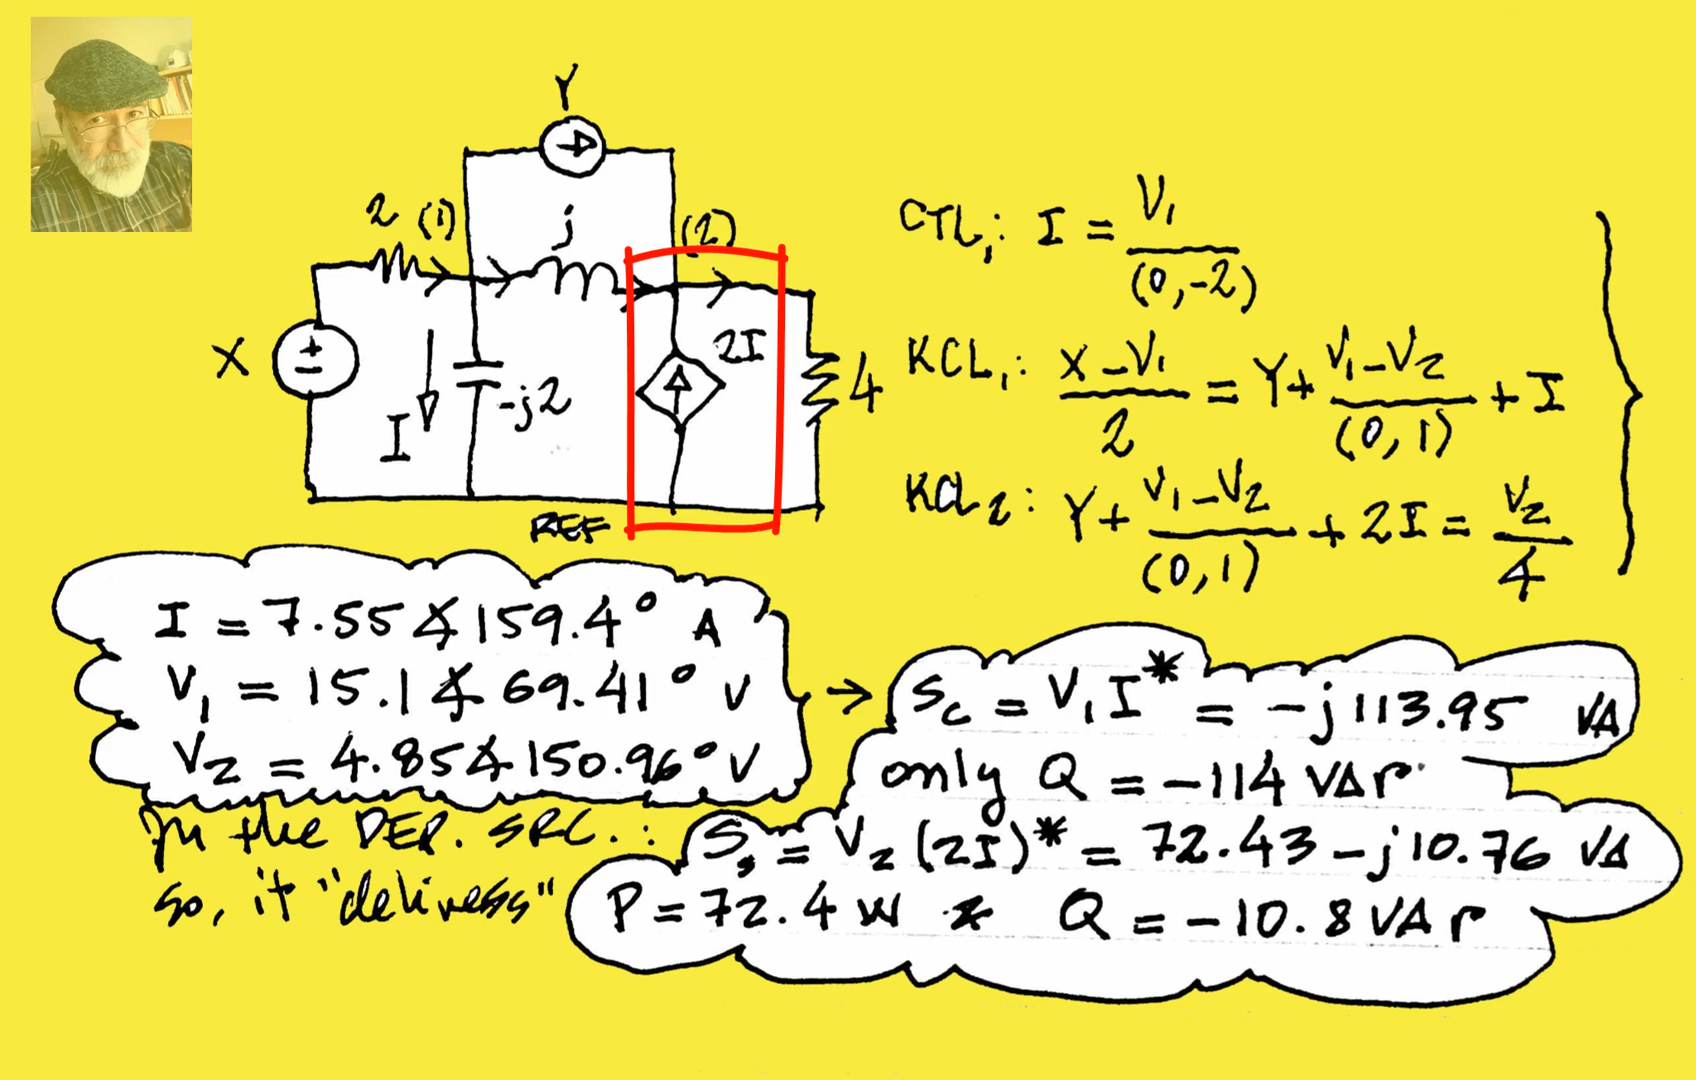 Y
2 (1) j (2)
X + - I -j2 2I 4
REF
CTL1: I = V1 / (0,-2)
KCL1: X-V1 / 2 = Y + V1-V2 / (0,1) + I
KCL2: Y + V1-V2 / (0,1) + 2I = V2 / 4
I = 7.55∡159.4° A
V1 = 15.1∡69.41° V
V2 = 4.85∡150.96° V
→ Sc = V1 I* = -j113.95 VA
only Q = -114 VAr
In the DEP. SRC.: Ss = V2 (2I)* = 72.43 - j10.76 VA
so, it "delivers" P = 72.4 W & Q = -10.8 VAr